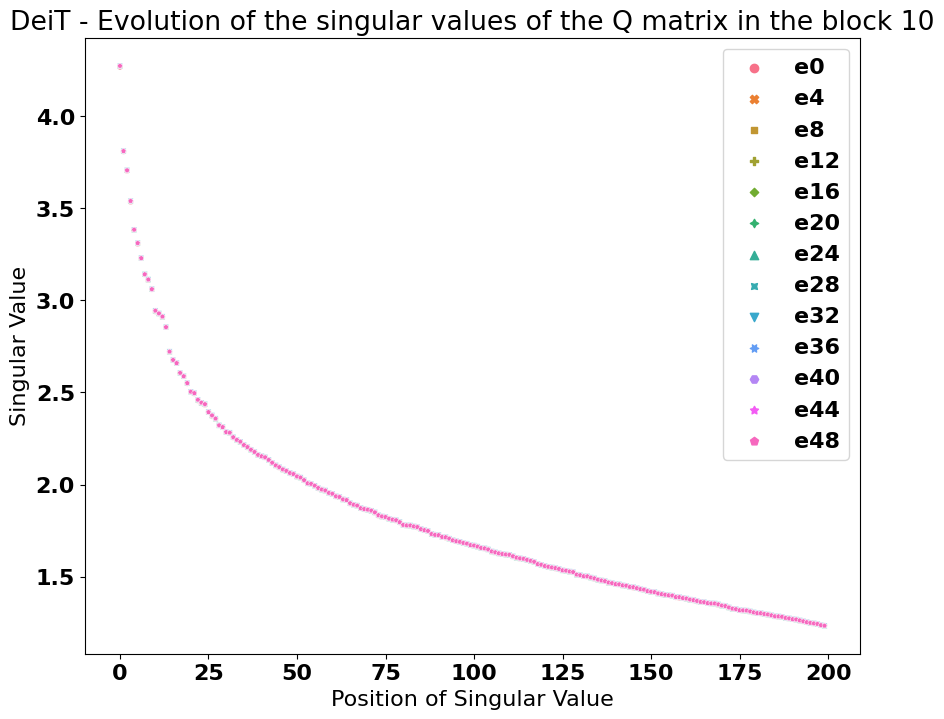 DeiT - Evolution of the singular values of the Q matrix in the block 10
e0
e4
e8
e12
e16
e20
e24
e28
e32
e36
e40
e44
e48
Singular Value
4.0
3.5
3.0
2.5
2.0
1.5
0 25 50 75 100 125 150 175 200
Position of Singular Value